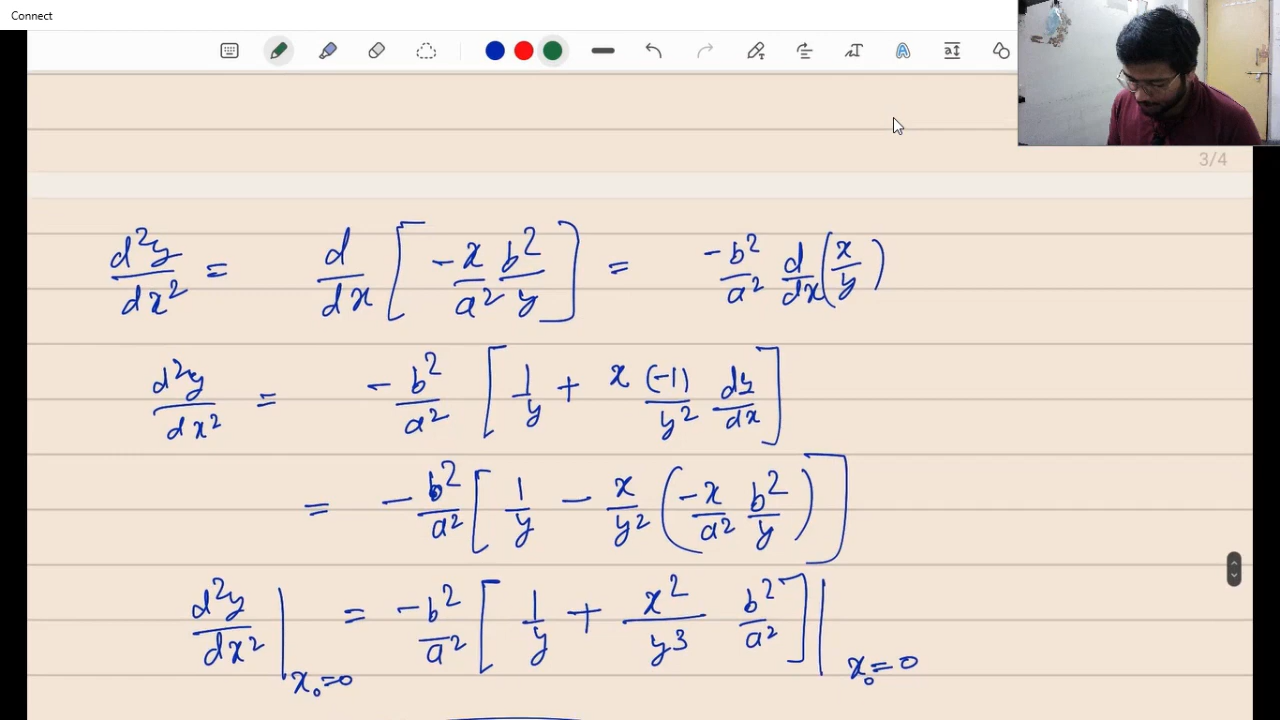 Connect
3/4
d²y/dx² = d/dx [-x/a² b²/y] = -b²/a² d/dx (x/y)
d²y/dx² = -b²/a² [1/y + x (-1)/y² dy/dx]
= -b²/a² [1/y - x/y² (-x/a² b²/y)]
d²y/dx² |x₀=0 = -b²/a² [1/y + x²/y³ b²/a²] |x₀=0